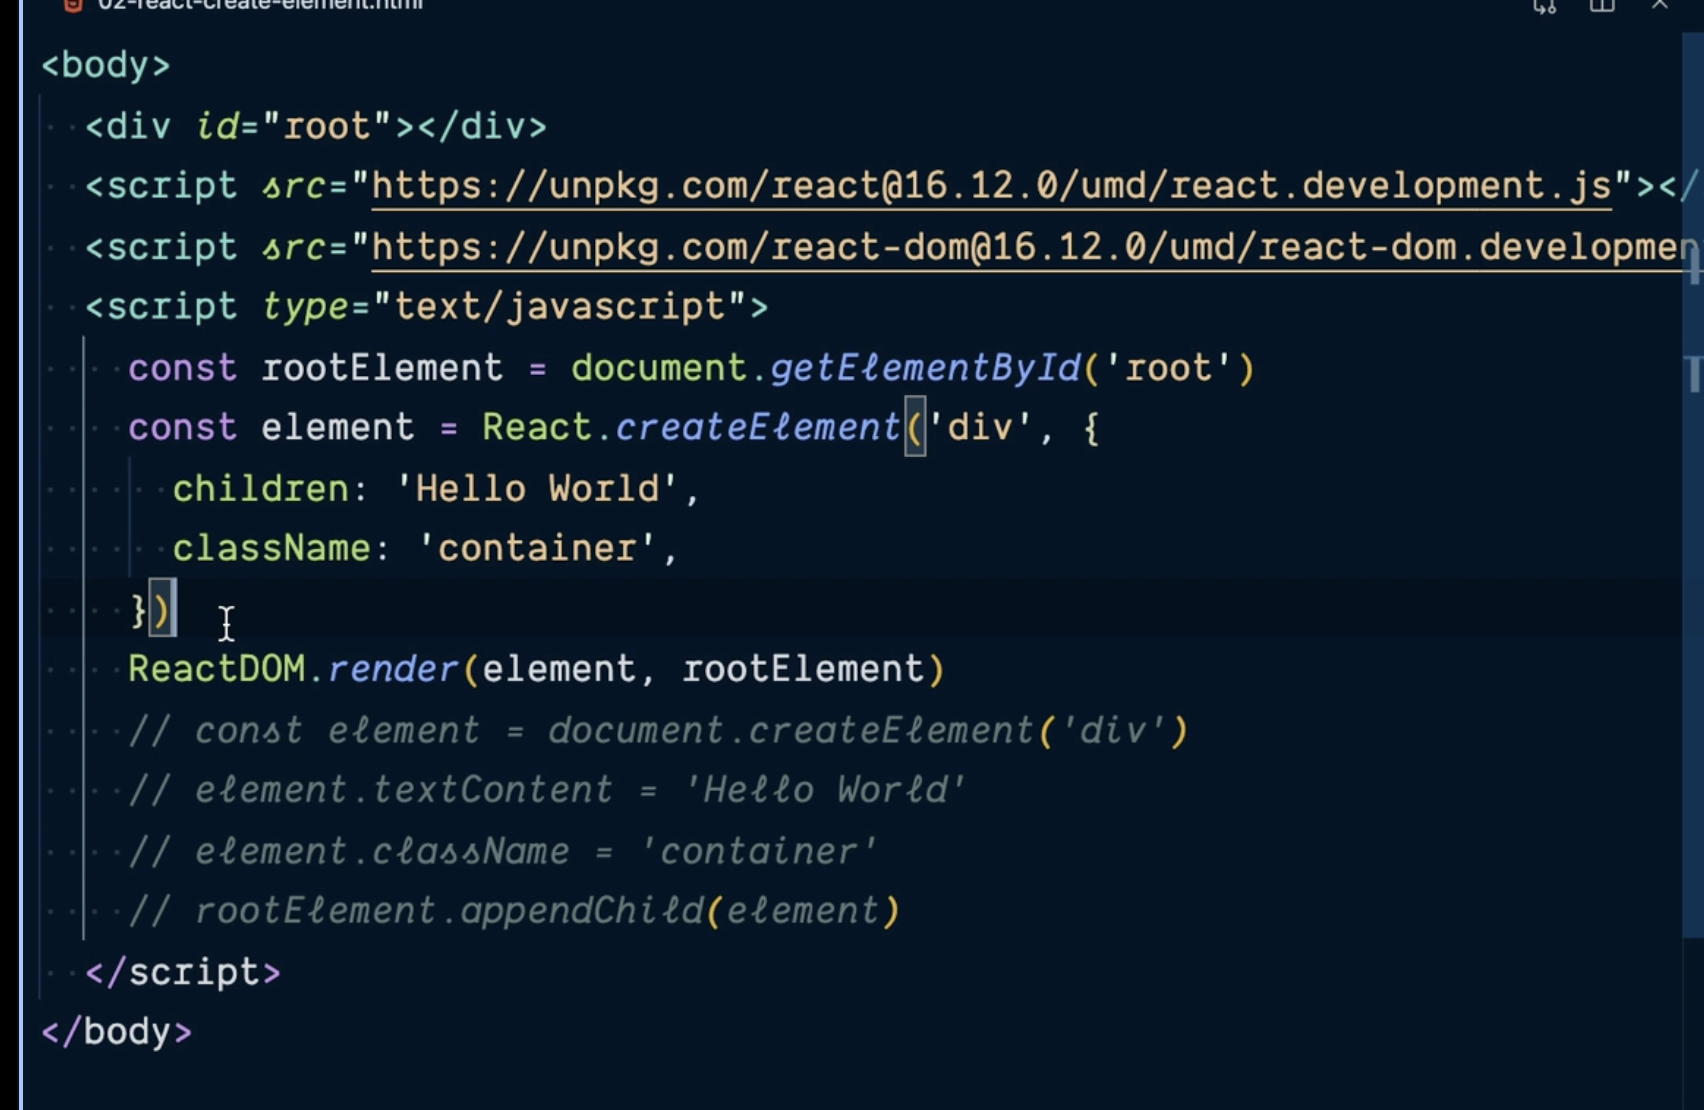 02-react-create-element.html
<body>
<div id="root"></div>
<script src="https://unpkg.com/react@16.12.0/umd/react.development.js"></
<script src="https://unpkg.com/react-dom@16.12.0/umd/react-dom.developmen
<script type="text/javascript">
const rootElement = document.getElementById('root')
const element = React.createElement('div', {
children: 'Hello World',
className: 'container',
})
ReactDOM.render(element, rootElement)
// const element = document.createElement('div')
// element.textContent = 'Hello World'
// element.className = 'container'
// rootElement.appendChild(element)
</script>
</body>